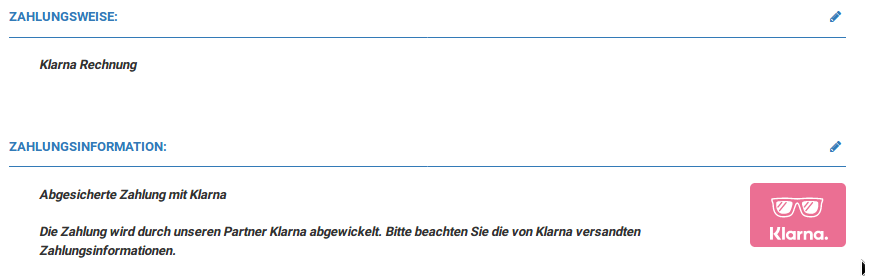 ZAHLUNGSWEISE:
Klarna Rechnung
ZAHLUNGSINFORMATION:
Abgesicherte Zahlung mit Klarna
Die Zahlung wird durch unseren Partner Klarna abgewickelt. Bitte beachten Sie die von Klarna versandten
Zahlungsinformationen.
Klarna.